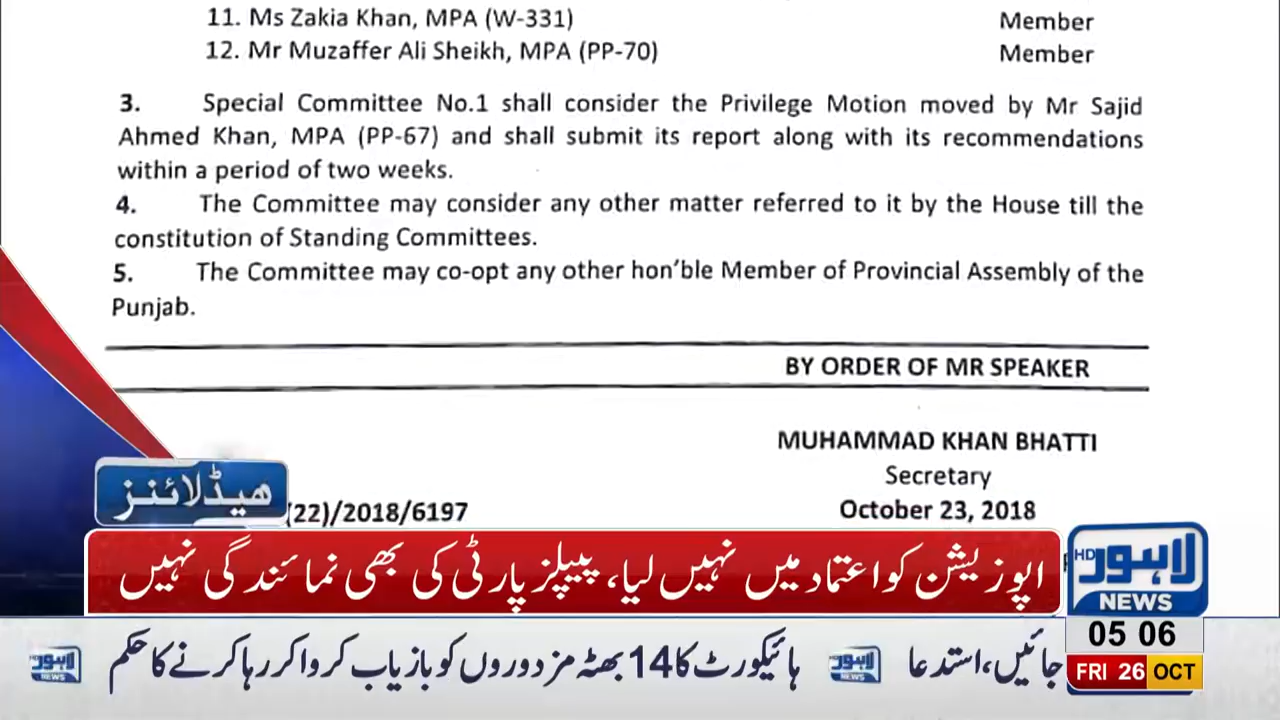 11. Ms Zakia Khan, MPA (W-331) Member
12. Mr Muzaffer Ali Sheikh, MPA (PP-70) Member
3. Special Committee No.1 shall consider the Privilege Motion moved by Mr Sajid
Ahmed Khan, MPA (PP-67) and shall submit its report along with its recommendations
within a period of two weeks.
4. The Committee may consider any other matter referred to it by the House till the
constitution of Standing Committees.
5. The Committee may co-opt any other hon'ble Member of Provincial Assembly of the
Punjab.
BY ORDER OF MR SPEAKER
MUHAMMAD KHAN BHATTI
Secretary
(22)/2018/6197 October 23, 2018
ہیڈلائنز
اپوزیشن کو اعتماد میں نہیں لیا، پیپلز پارٹی کی بھی نمائندگی نہیں
لاہور HD
NEWS
05 06
FRI 26 OCT
جائیں، استدعا لاہور NEWS ہائیکورٹ کا 14 بھٹہ مزدوروں کو بازیاب کروا کر رہا کرنے کا حکم لاہور NEWS